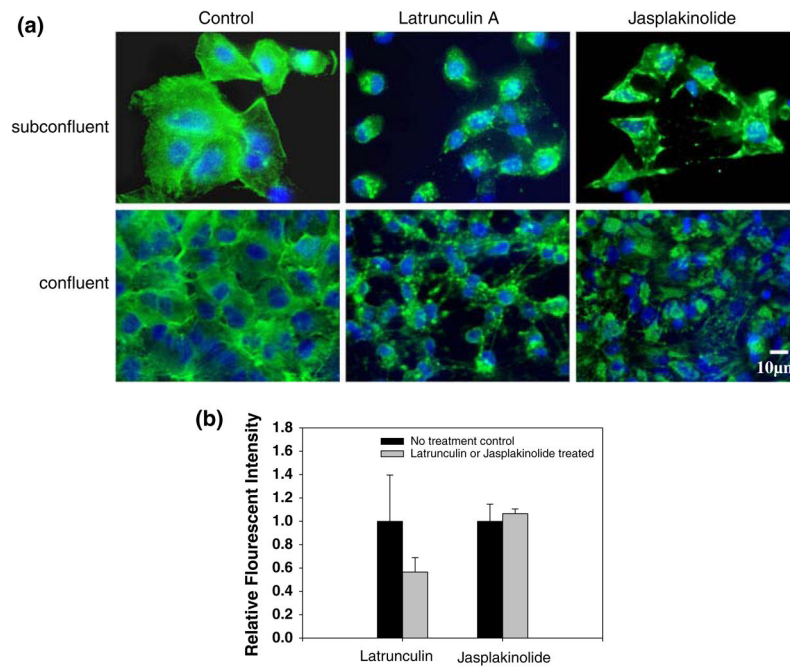 (a)
Control
Latrunculin A
Jasplakinolide
subconfluent
confluent
10µm
(b)
Relative Flourescent Intensity
1.8
1.6
1.4
1.2
1.0
0.8
0.6
0.4
0.2
0.0
No treatment control
Latrunculin or Jasplakinolide treated
Latrunculin
Jasplakinolide